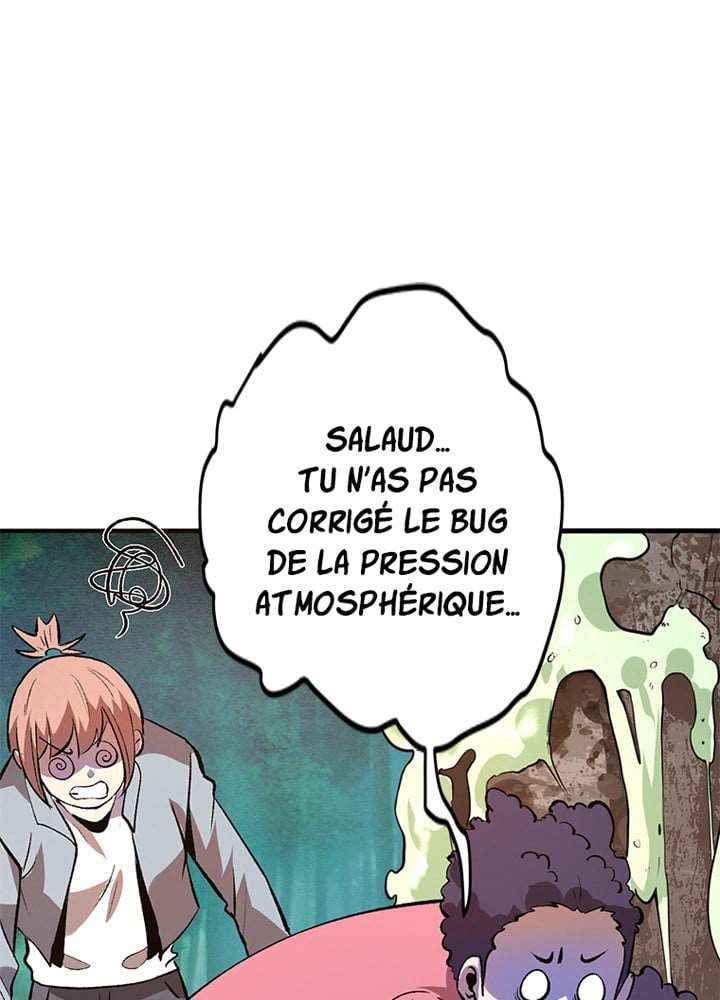 SALAUD...
TU N'AS PAS
CORRIGÉ LE BUG
DE LA PRESSION
ATMOSPHÉRIQUE...